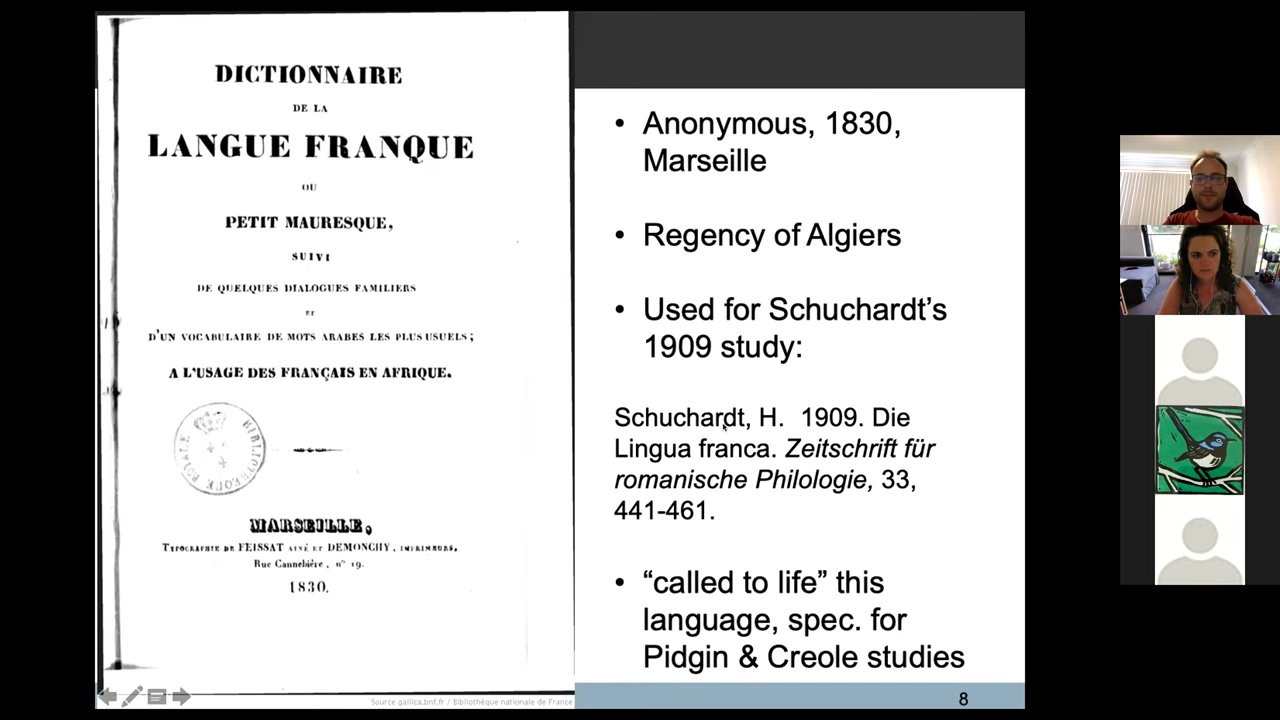 DICTIONNAIRE
DE LA
LANGUE FRANQUE
OU
PETIT MAURESQUE,
SUIVI
DE QUELQUES DIALOGUES FAMILIERS
ET
D'UN VOCABULAIRE DE MOTS ARABES LES PLUS USUELS;
A L'USAGE DES FRANÇAIS EN AFRIQUE.
BIBLIOTHEQUE ROYALE
MARSEILLE,
TYPOGRAPHIE DE FEISSAT AINÉ ET DEMONCHY, IMPRIMEURS,
Rue Cannebière, n° 19.
1830.
Source gallica.bnf.fr / Bibliothèque nationale de France
• Anonymous, 1830,
Marseille
• Regency of Algiers
• Used for Schuchardt’s
1909 study:
Schuchardt, H. 1909. Die
Lingua franca. Zeitschrift für
romanische Philologie, 33,
441-461.
• “called to life” this
language, spec. for
Pidgin & Creole studies
8